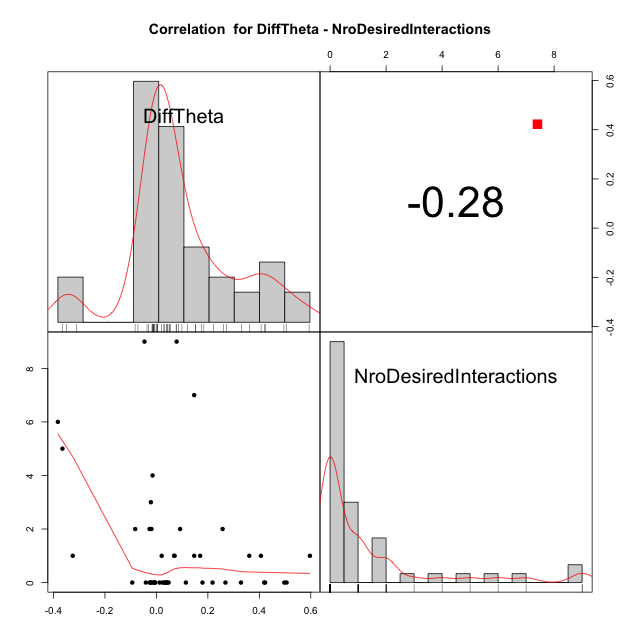 Correlation  for DiffTheta - NroDesiredInteractions
0 2 4 6 8
DiffTheta
-0.28
-0.4 -0.2 0.0 0.2 0.4 0.6
NroDesiredInteractions
0 2 4 6 8
-0.4 -0.2 0.0 0.2 0.4 0.6